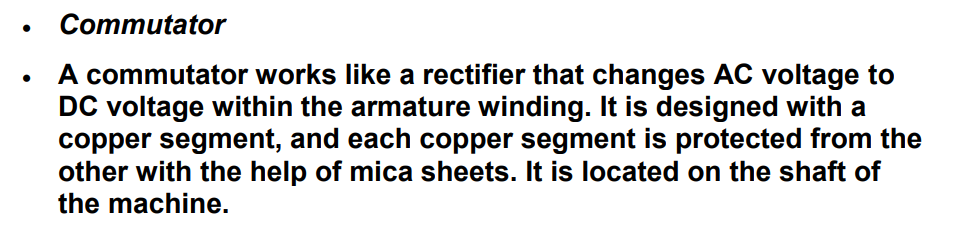 • Commutator
• A commutator works like a rectifier that changes AC voltage to
DC voltage within the armature winding. It is designed with a
copper segment, and each copper segment is protected from the
other with the help of mica sheets. It is located on the shaft of
the machine.